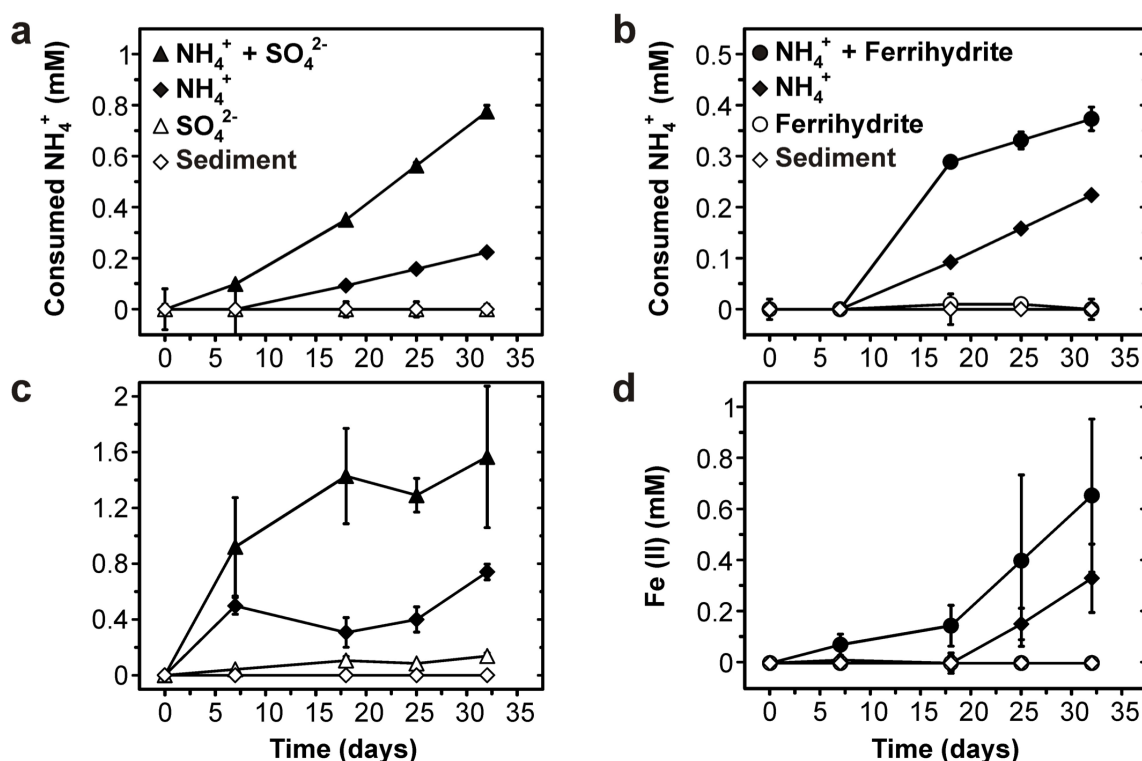 a
Consumed NH₄⁺ (mM)
1
0.8
0.6
0.4
0.2
0
NH₄⁺ + SO₄²⁻
NH₄⁺
SO₄²⁻
Sediment
0 5 10 15 20 25 30 35
b
Consumed NH₄⁺ (mM)
0.5
0.4
0.3
0.2
0.1
0
NH₄⁺ + Ferrihydrite
NH₄⁺
Ferrihydrite
Sediment
0 5 10 15 20 25 30 35
c
2
1.6
1.2
0.8
0.4
0
0 5 10 15 20 25 30 35
Time (days)
d
Fe (II) (mM)
1
0.8
0.6
0.4
0.2
0
0 5 10 15 20 25 30 35
Time (days)